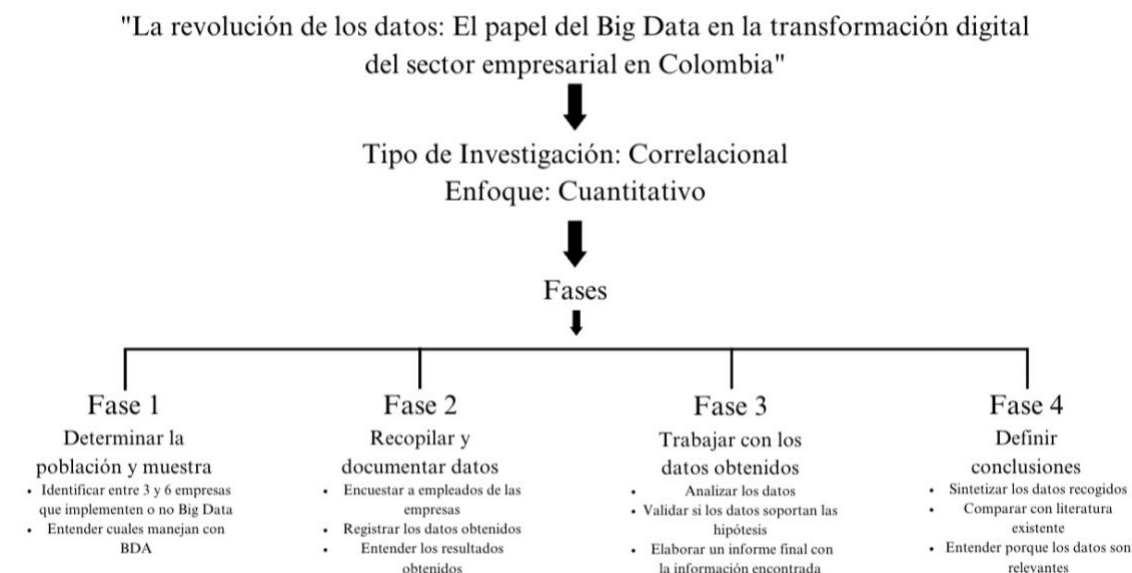 "La revolución de los datos: El papel del Big Data en la transformación digital
del sector empresarial en Colombia"
Tipo de Investigación: Correlacional
Enfoque: Cuantitativo
Fases
Fase 1
Determinar la
población y muestra
• Identificar entre 3 y 6 empresas
que implementen o no Big Data
• Entender cuales manejan con
BDA
Fase 2
Recopilar y
documentar datos
• Encuestar a empleados de las
empresas
• Registrar los datos obtenidos
• Entender los resultados
obtenidos
Fase 3
Trabajar con los
datos obtenidos
• Analizar los datos
• Validar si los datos soportan las
hipótesis
• Elaborar un informe final con
la información encontrada
Fase 4
Definir
conclusiones
• Sintetizar los datos recogidos
• Comparar con literatura
existente
• Entender porque los datos son
relevantes